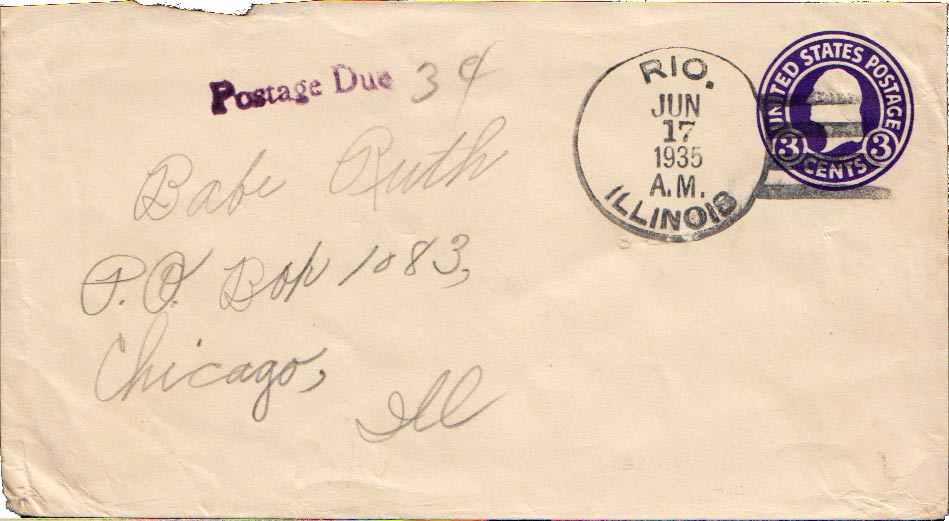 Postage Due 3¢
RIO.
JUN
17
1935
A.M.
ILLINOIS
UNITED STATES POSTAGE
3 CENTS 3
Babe Ruth
P.O. Box 1083,
Chicago,
Ill